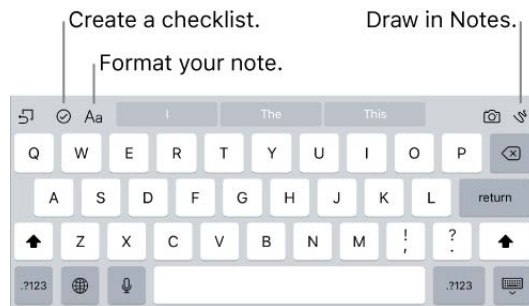 Create a checklist. Draw in Notes.
Format your note.
Aa I The This
Q W E R T Y U I O P
A S D F G H J K L return
Z X C V B N M ! , ? .
.?123 .?123